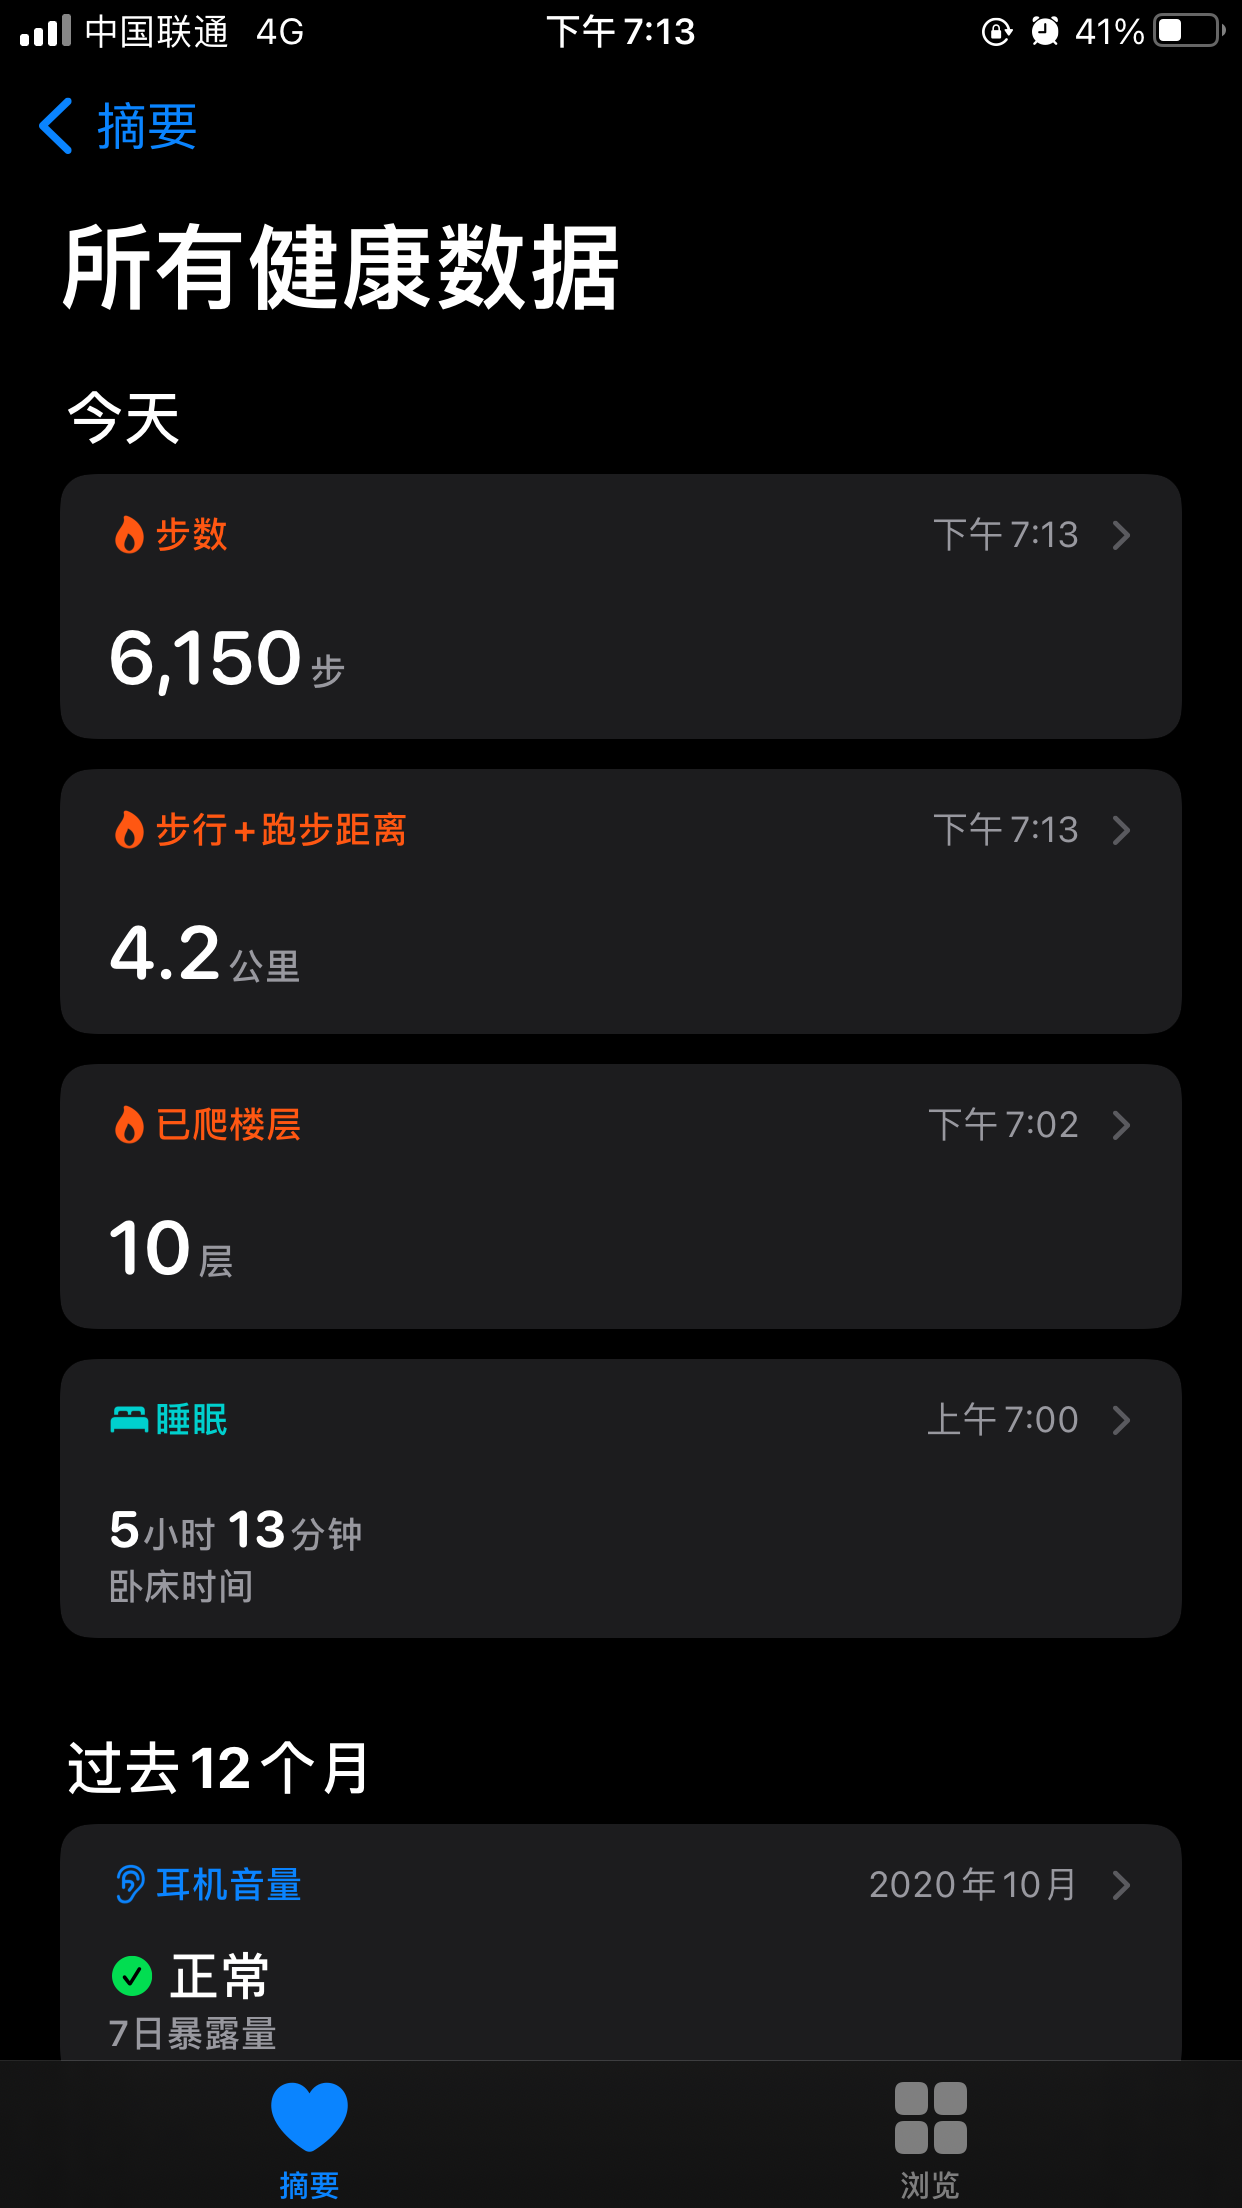 中国联通 4G 下午 7:13 41%
摘要
所有健康数据
今天
步数 下午 7:13
6,150 步
步行+跑步距离 下午 7:13
4.2 公里
已爬楼层 下午 7:02
10 层
睡眠 上午 7:00
5小时 13分钟
卧床时间
过去12个月
耳机音量 2020年10月
正常
7日暴露量
摘要 浏览